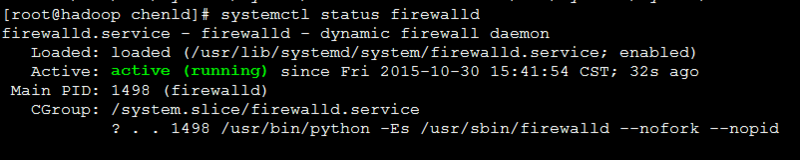 [root@hadoop chenld]# systemctl status firewalld
firewalld.service - firewalld - dynamic firewall daemon
   Loaded: loaded (/usr/lib/systemd/system/firewalld.service; enabled)
   Active: active (running) since Fri 2015-10-30 15:41:54 CST; 32s ago
 Main PID: 1498 (firewalld)
   CGroup: /system.slice/firewalld.service
           ? . . 1498 /usr/bin/python -Es /usr/sbin/firewalld --nofork --nopid